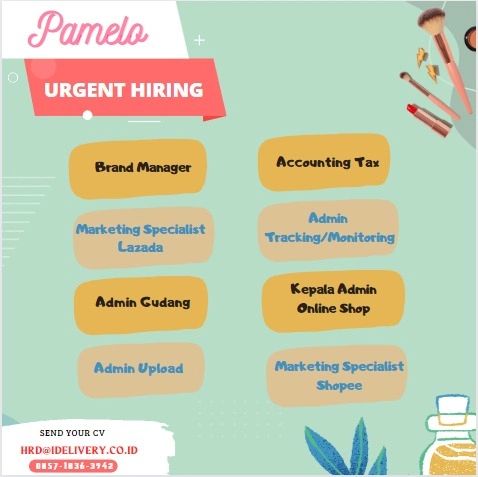 Pamelo
URGENT HIRING
Brand Manager
Accounting Tax
Marketing Specialist
Lazada
Admin
Tracking/Monitoring
Admin Gudang
Kepala Admin
Online Shop
Admin Upload
Marketing Specialist
Shopee
SEND YOUR CV
HRD@IDELIVERY.CO.ID
0857-1836-3942